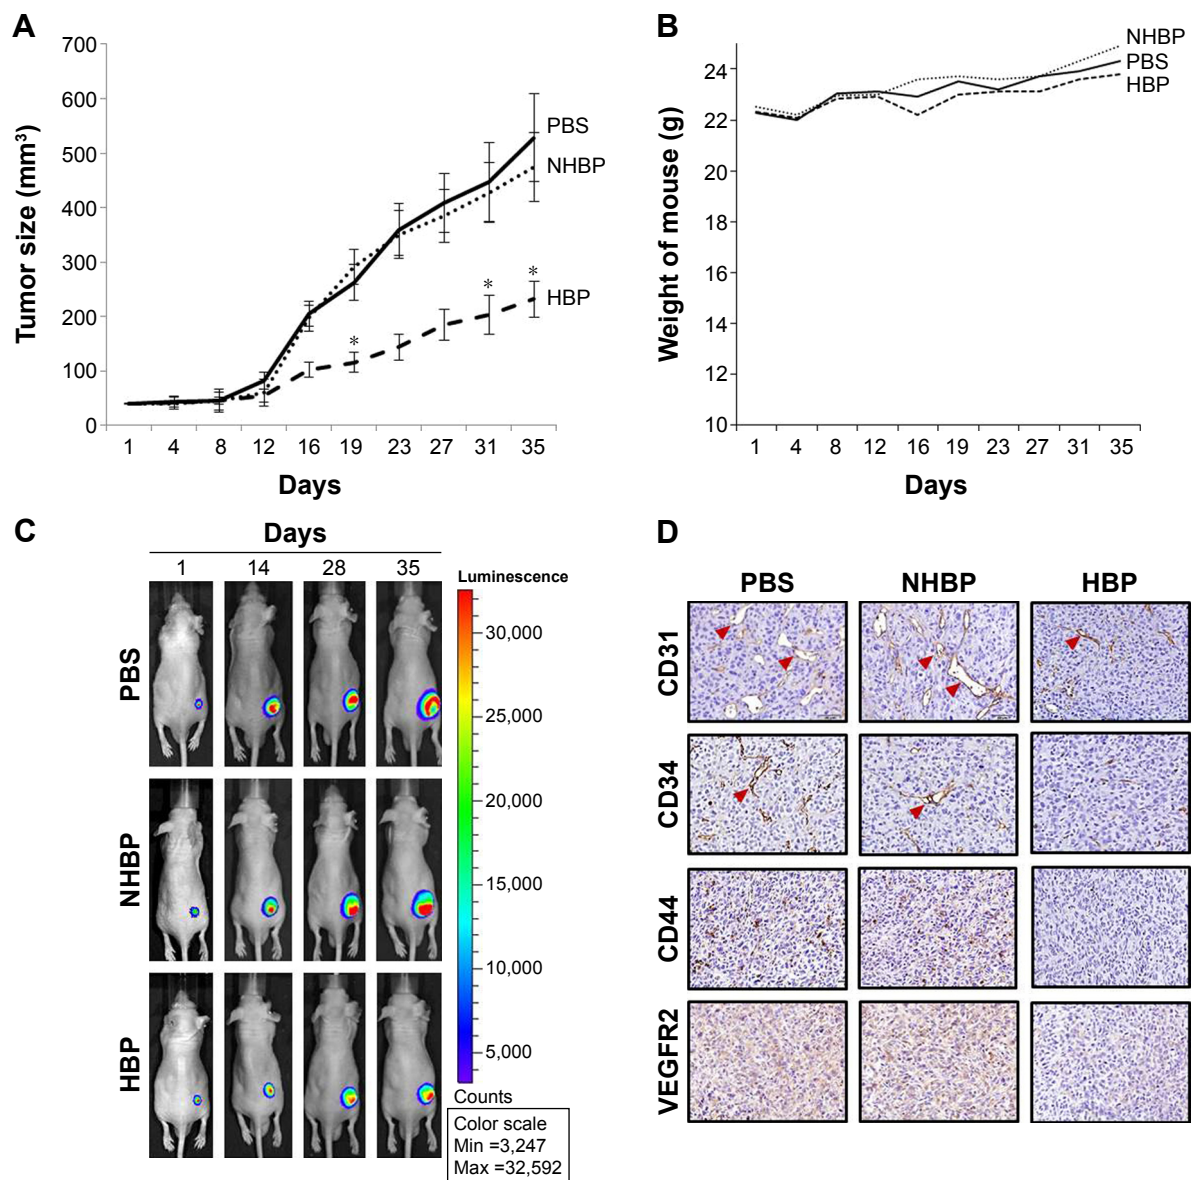 A
700
600
500
400
300
200
100
0
Tumor size (mm³)
PBS
NHBP
HBP
*
*
*
1 4 8 12 16 19 23 27 31 35
Days
B
24
22
20
18
16
14
12
10
Weight of mouse (g)
NHBP
PBS
HBP
1 4 8 12 16 19 23 27 31 35
Days
C
Days
1 14 28 35
PBS
NHBP
HBP
Luminescence
30,000
25,000
20,000
15,000
10,000
5,000
Counts
Color scale
Min =3,247
Max =32,592
D
PBS NHBP HBP
CD31
CD34
CD44
VEGFR2